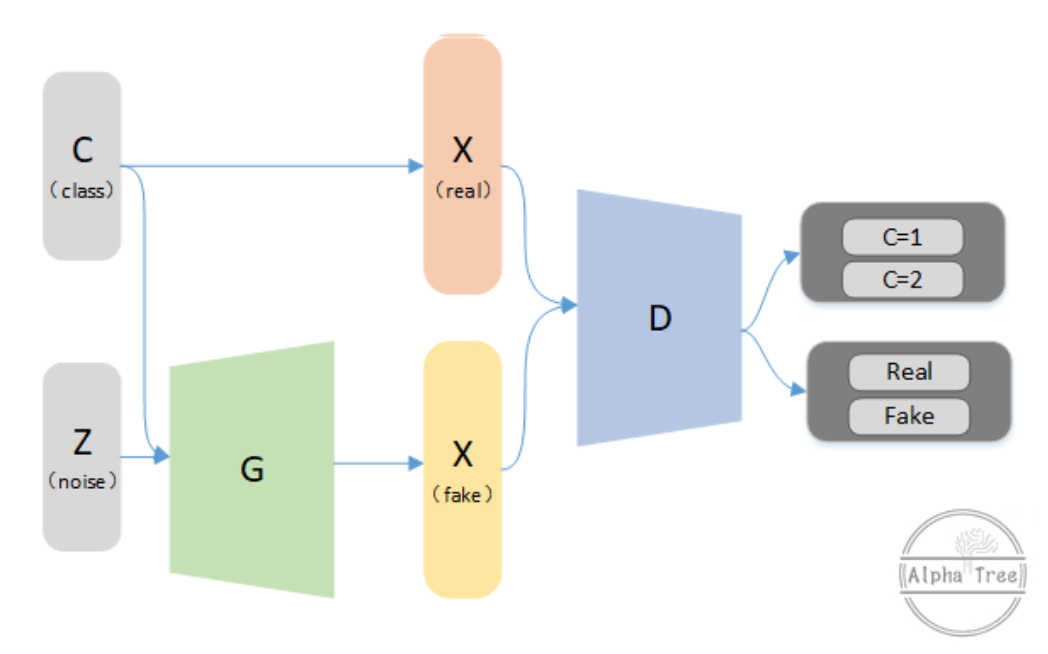 C
（class）
X
（real）
Z
（noise）
G
X
（fake）
D
C=1
C=2
Real
Fake
Alpha Tree